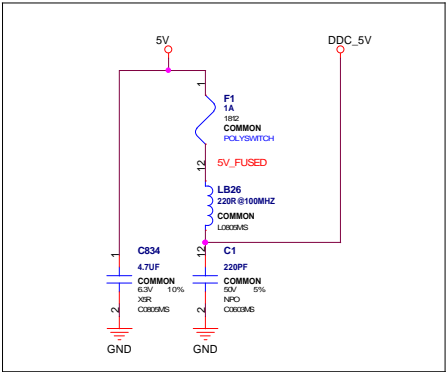 5V
DDC_5V
1
F1
1A
1812
COMMON
POLYSWITCH
12
5V_FUSED
LB26
220R@100MHZ
COMMON
L0805MS
1
C834
4.7UF
COMMON
6.3V 10%
X5R
C0805MS
2
GND
12
C1
220PF
COMMON
50V 5%
NPO
C0603MS
2
GND